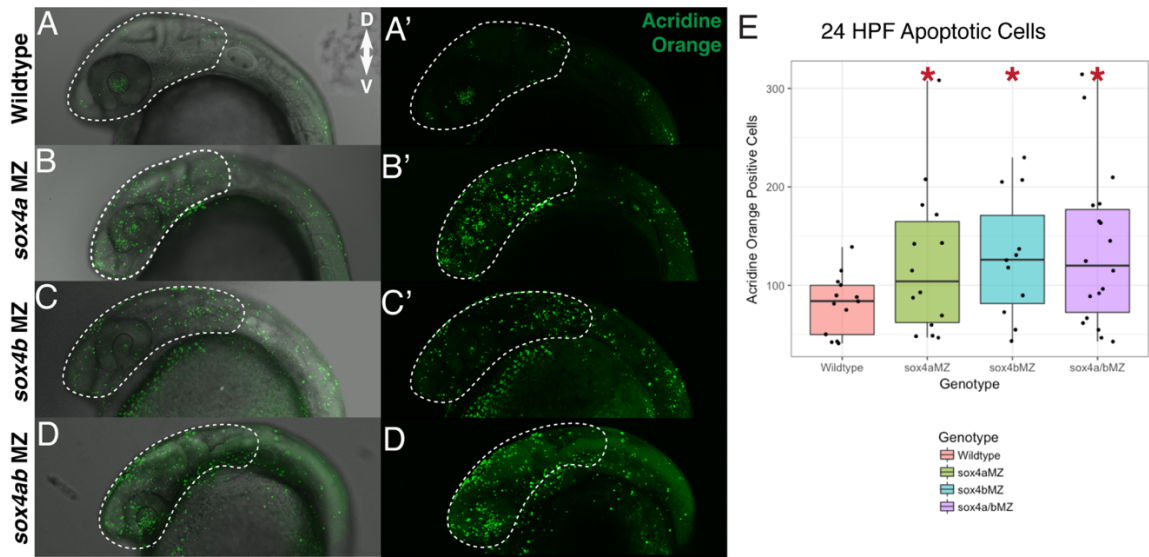 A
Wildtype
D
V
A'
Acridine
Orange
B
sox4a MZ
B'
C
sox4b MZ
C'
D
sox4ab MZ
D
E
24 HPF Apoptotic Cells
Acridine Orange Positive Cells
300
200
100
Wildtype
sox4aMZ
sox4bMZ
sox4a/bMZ
Genotype
Genotype
Wildtype
sox4aMZ
sox4bMZ
sox4a/bMZ